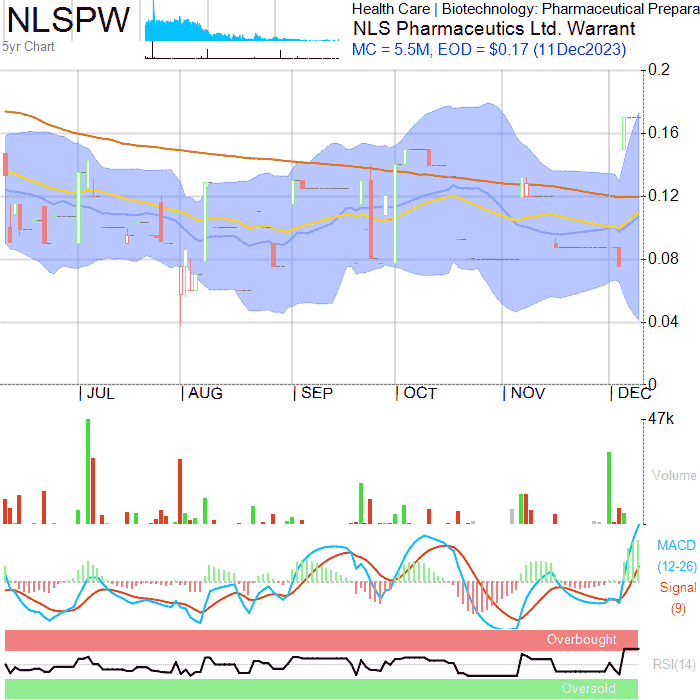 NLSPW
5yr Chart
Health Care | Biotechnology: Pharmaceutical Prepara
NLS Pharmaceutics Ltd. Warrant
MC = 5.5M, EOD = $0.17 (11Dec2023)
0.2
0.16
0.12
0.08
0.04
0
JUL AUG SEP OCT NOV DEC
47k
Volume
MACD
(12-26)
Signal
(9)
Overbought
RSI(14)
Oversold